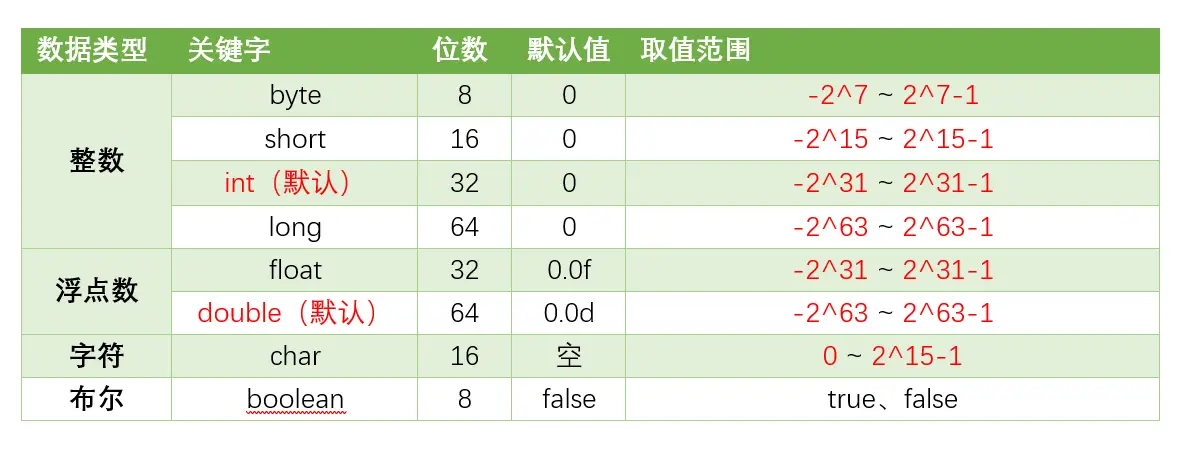 数据类型 关键字 位数 默认值 取值范围
整数 byte 8 0 -2^7 ~ 2^7-1
short 16 0 -2^15 ~ 2^15-1
int（默认） 32 0 -2^31 ~ 2^31-1
long 64 0 -2^63 ~ 2^63-1
浮点数 float 32 0.0f -2^31 ~ 2^31-1
double（默认） 64 0.0d -2^63 ~ 2^63-1
字符 char 16 空 0 ~ 2^15-1
布尔 boolean 8 false true、false